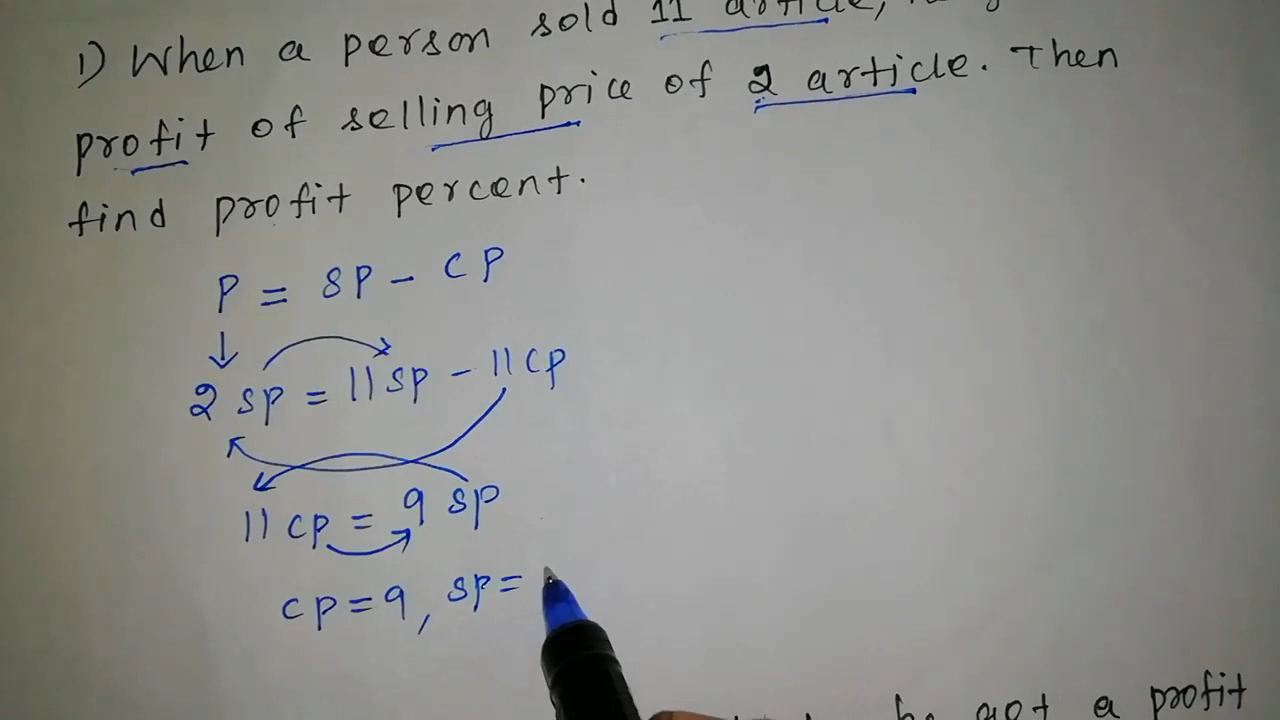 1) When a person sold 11 article,
profit of selling price of 2 article. Then
find profit percent.
P = SP - CP
2 SP = 11 SP - 11 CP
11 CP = 9 SP
CP = 9, SP =
he got a profit